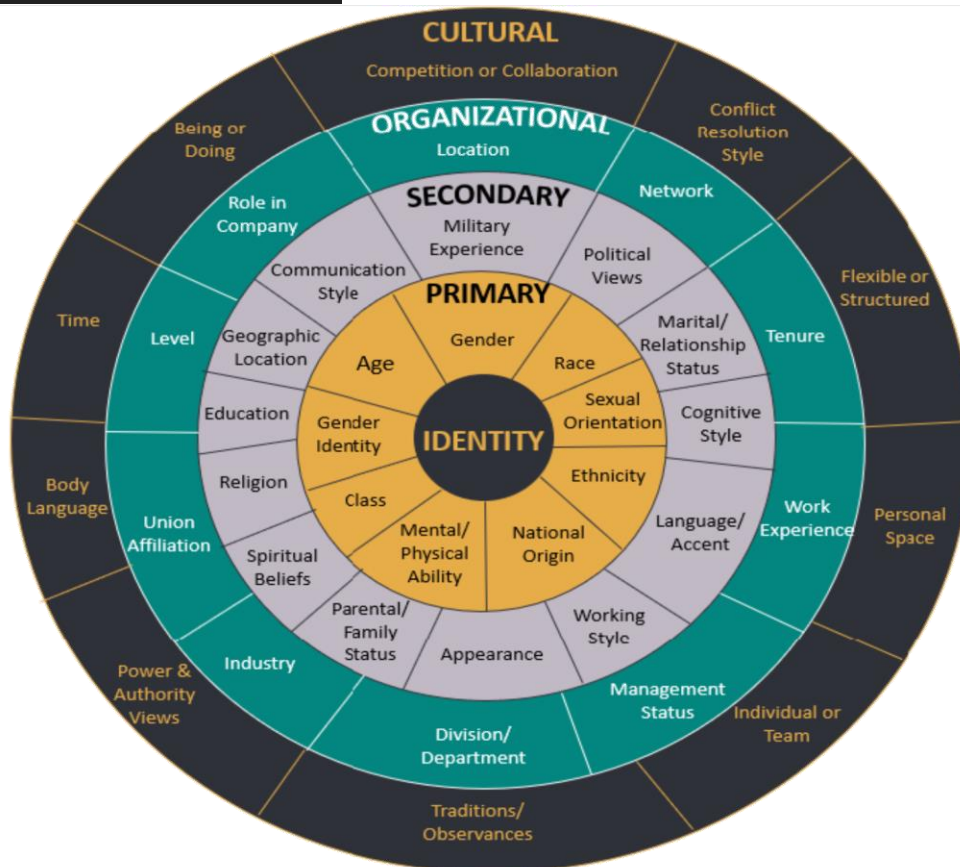 CULTURAL
Competition or Collaboration
Conflict
Resolution
Style
Flexible or
Structured
Personal
Space
Individual or
Team
Traditions/
Observances
Power &
Authority
Views
Body
Language
Time
Being or
Doing
ORGANIZATIONAL
Location
Network
Tenure
Work
Experience
Management
Status
Division/
Department
Industry
Union
Affiliation
Level
Role in
Company
SECONDARY
Military
Experience
Political
Views
Marital/
Relationship
Status
Cognitive
Style
Language/
Accent
Working
Style
Appearance
Parental/
Family
Status
Spiritual
Beliefs
Religion
Education
Geographic
Location
Communication
Style
PRIMARY
Gender
Race
Sexual
Orientation
Ethnicity
National
Origin
Mental/
Physical
Ability
Class
Gender
Identity
Age
IDENTITY